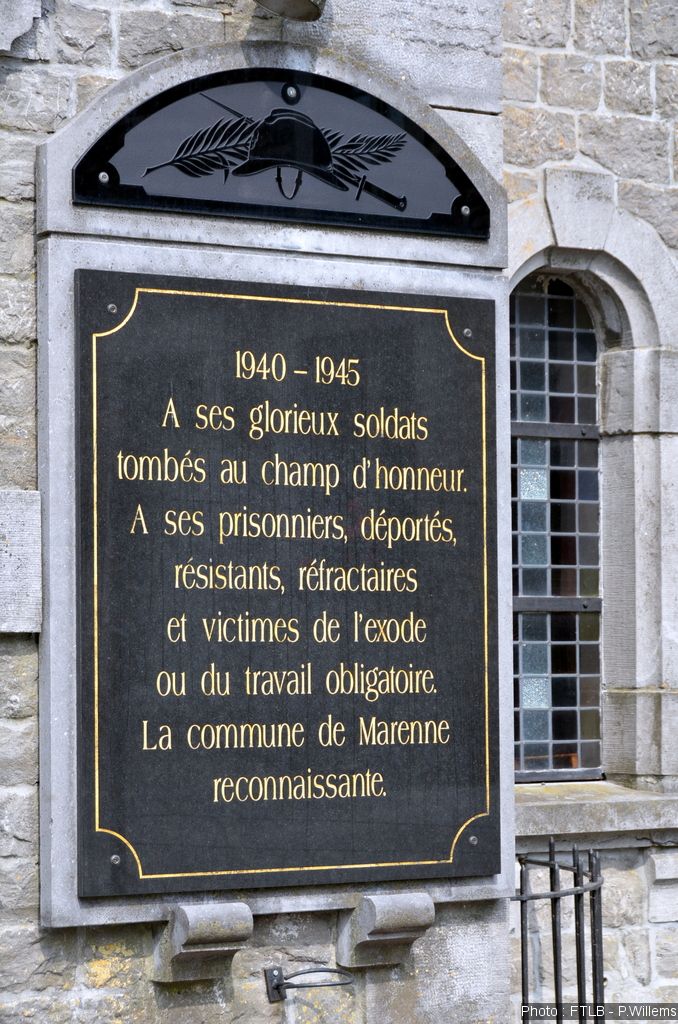 1940 – 1945
A ses glorieux soldats
tombés au champ d'honneur.
A ses prisonniers, déportés,
résistants, réfractaires
et victimes de l'exode
ou du travail obligatoire.
La commune de Marenne
reconnaissante.
Photo : FTLB - P.Willems